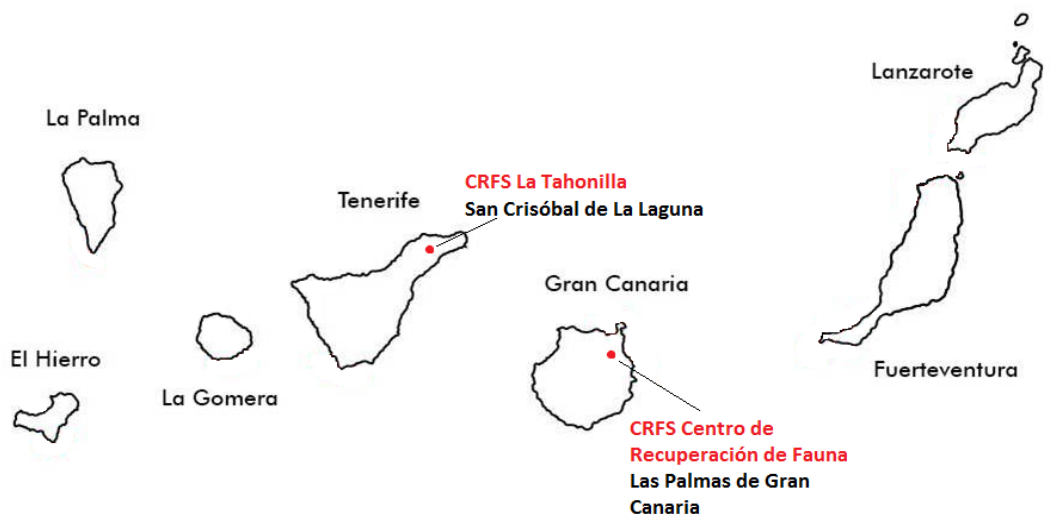 Lanzarote
La Palma
CRFS La Tahonilla
San Crisóbal de La Laguna
Tenerife
Gran Canaria
El Hierro
La Gomera
Fuerteventura
CRFS Centro de
Recuperación de Fauna
Las Palmas de Gran
Canaria